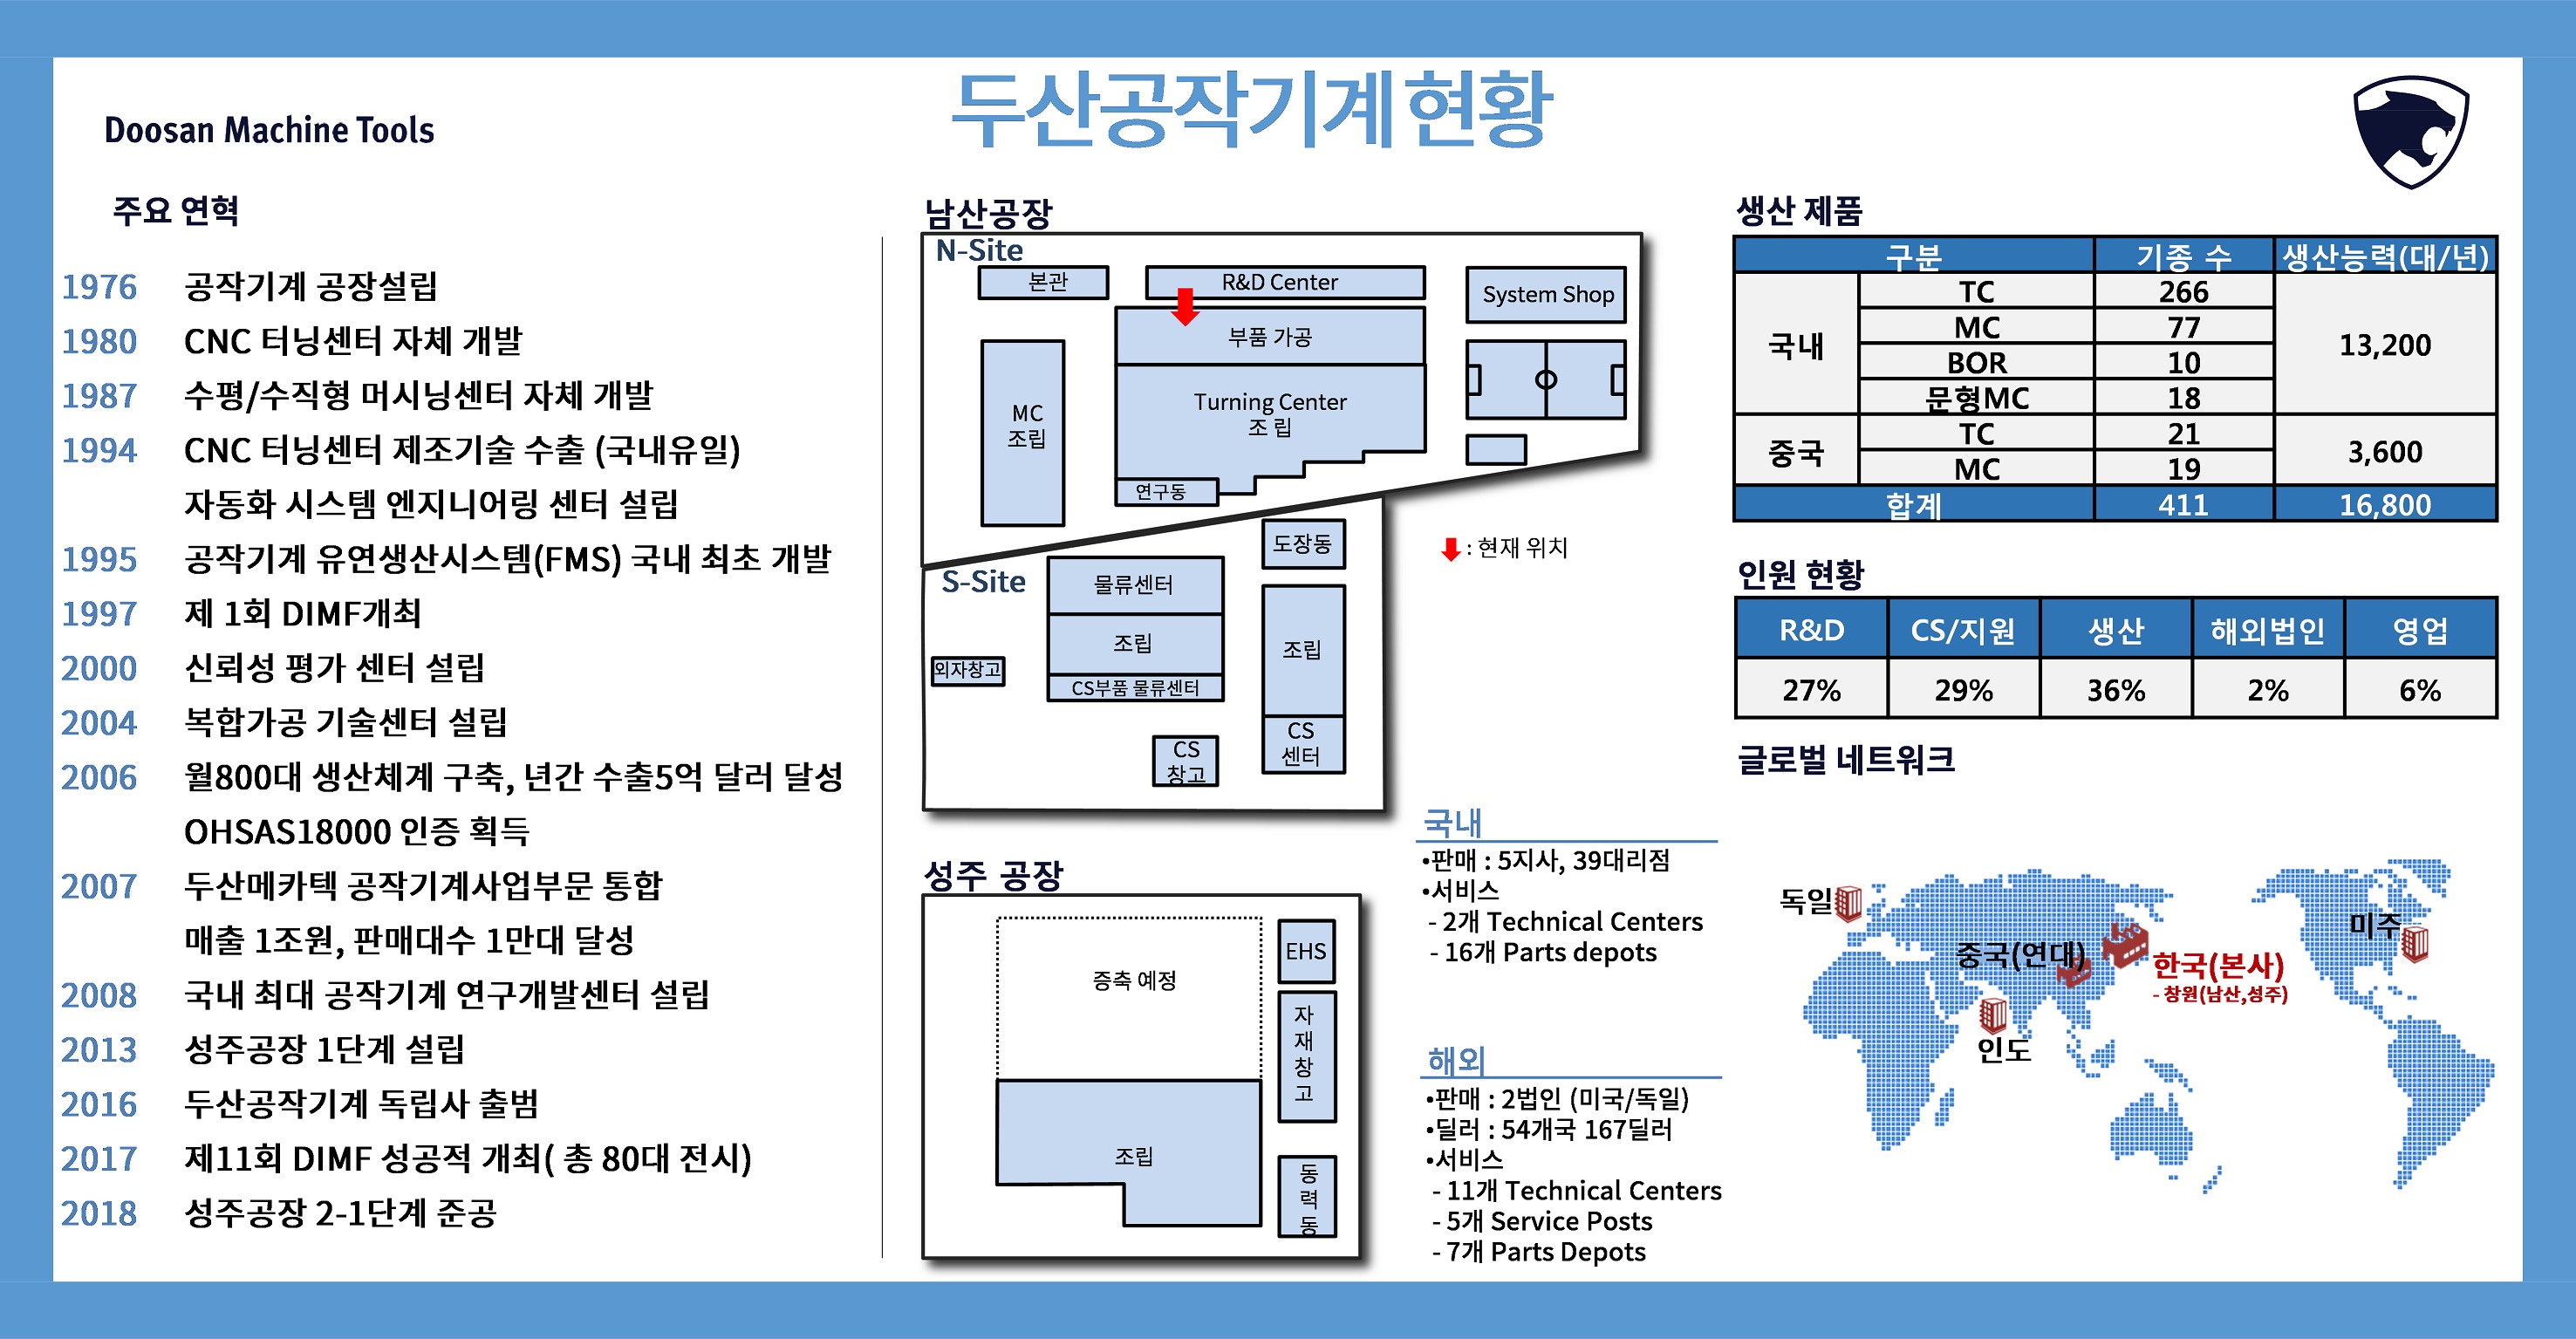 두산공작기계 현황
Doosan Machine Tools
주요 연혁
1976 공작기계 공장설립
1980 CNC 터닝센터 자체 개발
1987 수평/수직형 머시닝센터 자체 개발
1994 CNC 터닝센터 제조기술 수출 (국내유일)
자동화 시스템 엔지니어링 센터 설립
1995 공작기계 유연생산시스템(FMS) 국내 최초 개발
1997 제 1회 DIMF개최
2000 신뢰성 평가 센터 설립
2004 복합가공 기술센터 설립
2006 월800대 생산체계 구축, 년간 수출5억 달러 달성
OHSAS18000 인증 획득
2007 두산메카텍 공작기계사업부문 통합
매출 1조원, 판매대수 1만대 달성
2008 국내 최대 공작기계 연구개발센터 설립
2013 성주공장 1단계 설립
2016 두산공작기계 독립사 출범
2017 제11회 DIMF 성공적 개최( 총 80대 전시)
2018 성주공장 2-1단계 준공
남산공장
N-Site
본관
R&D Center
System Shop
부품 가공
MC
조립
Turning Center
조 립
연구동
: 현재 위치
S-Site
도장동
물류센터
조립
CS부품 물류센터
외자창고
조립
CS
센터
CS
창고
성주 공장
증축 예정
EHS
자
재
창
고
조립
동
력
동
국내
•판매 : 5지사, 39대리점
•서비스
- 2개 Technical Centers
- 16개 Parts depots
해외
•판매 : 2법인 (미국/독일)
•딜러 : 54개국 167딜러
•서비스
- 11개 Technical Centers
- 5개 Service Posts
- 7개 Parts Depots
생산 제품
구분 기종 수 생산능력(대/년)
국내 TC 266 13,200
MC 77
BOR 10
문형MC 18
중국 TC 21 3,600
MC 19
합계 411 16,800
인원 현황
R&D CS/지원 생산 해외법인 영업
27% 29% 36% 2% 6%
글로벌 네트워크
독일
중국(연대)
한국(본사)
- 창원(남산,성주)
인도
미주